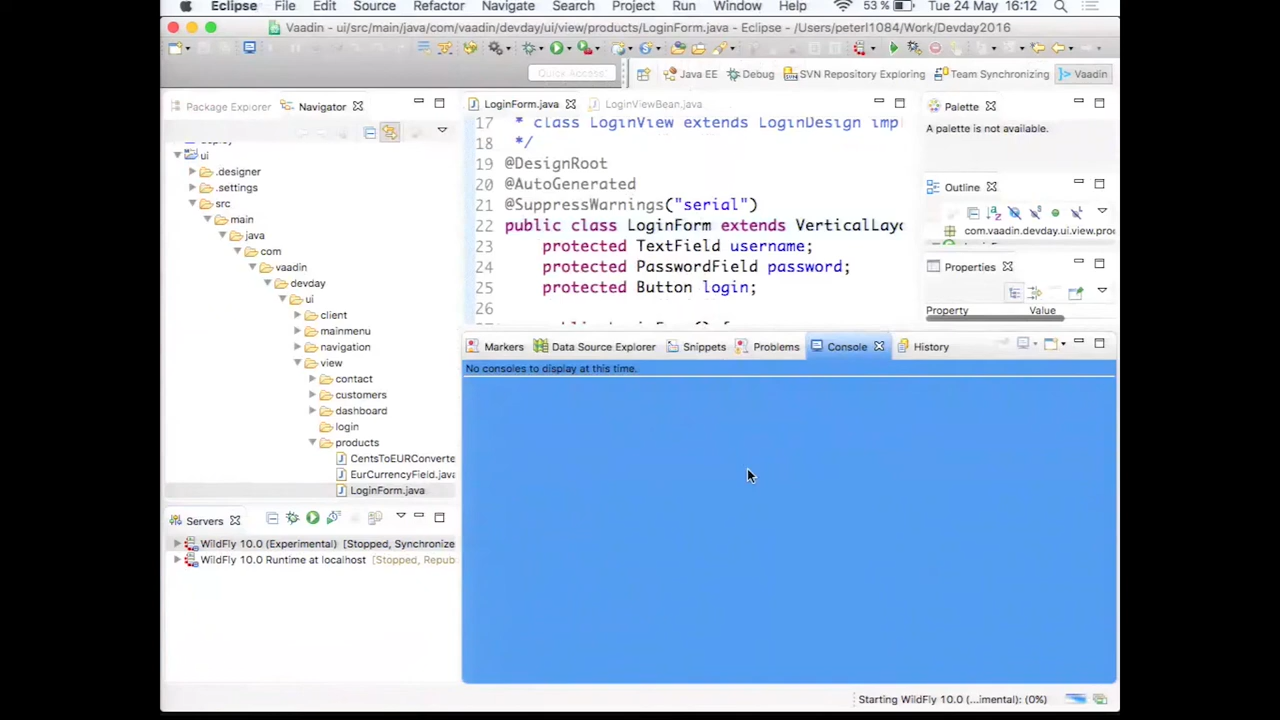 Eclipse File Edit Source Refactor Navigate Search Project Run Window Help 53 % Tue 24 May 16:12
Vaadin - ui/src/main/java/com/vaadin/devday/ui/view/products/LoginForm.java - Eclipse - /Users/peterl1084/Work/Devday2016
Quick Access Java EE Debug SVN Repository Exploring Team Synchronizing Vaadin
Package Explorer Navigator
ui
.designer
.settings
src
main
java
com
vaadin
devday
ui
client
mainmenu
navigation
view
contact
customers
dashboard
login
products
CentsToEURConverte
EurCurrencyField.java
LoginForm.java
LoginForm.java LoginViewBean.java
17 * class LoginView extends LoginDesign imp
18 */
19 @DesignRoot
20 @AutoGenerated
21 @SuppressWarnings("serial")
22 public class LoginForm extends VerticalLayo
23 protected TextField username;
24 protected PasswordField password;
25 protected Button login;
26
Palette
A palette is not available.
Outline
com.vaadin.devday.ui.view.pro
Properties
Property Value
Markers Data Source Explorer Snippets Problems Console History
No consoles to display at this time.
Servers
WildFly 10.0 (Experimental) [Stopped, Synchronize
WildFly 10.0 Runtime at localhost [Stopped, Repub
Starting WildFly 10.0 (...imental): (0%)